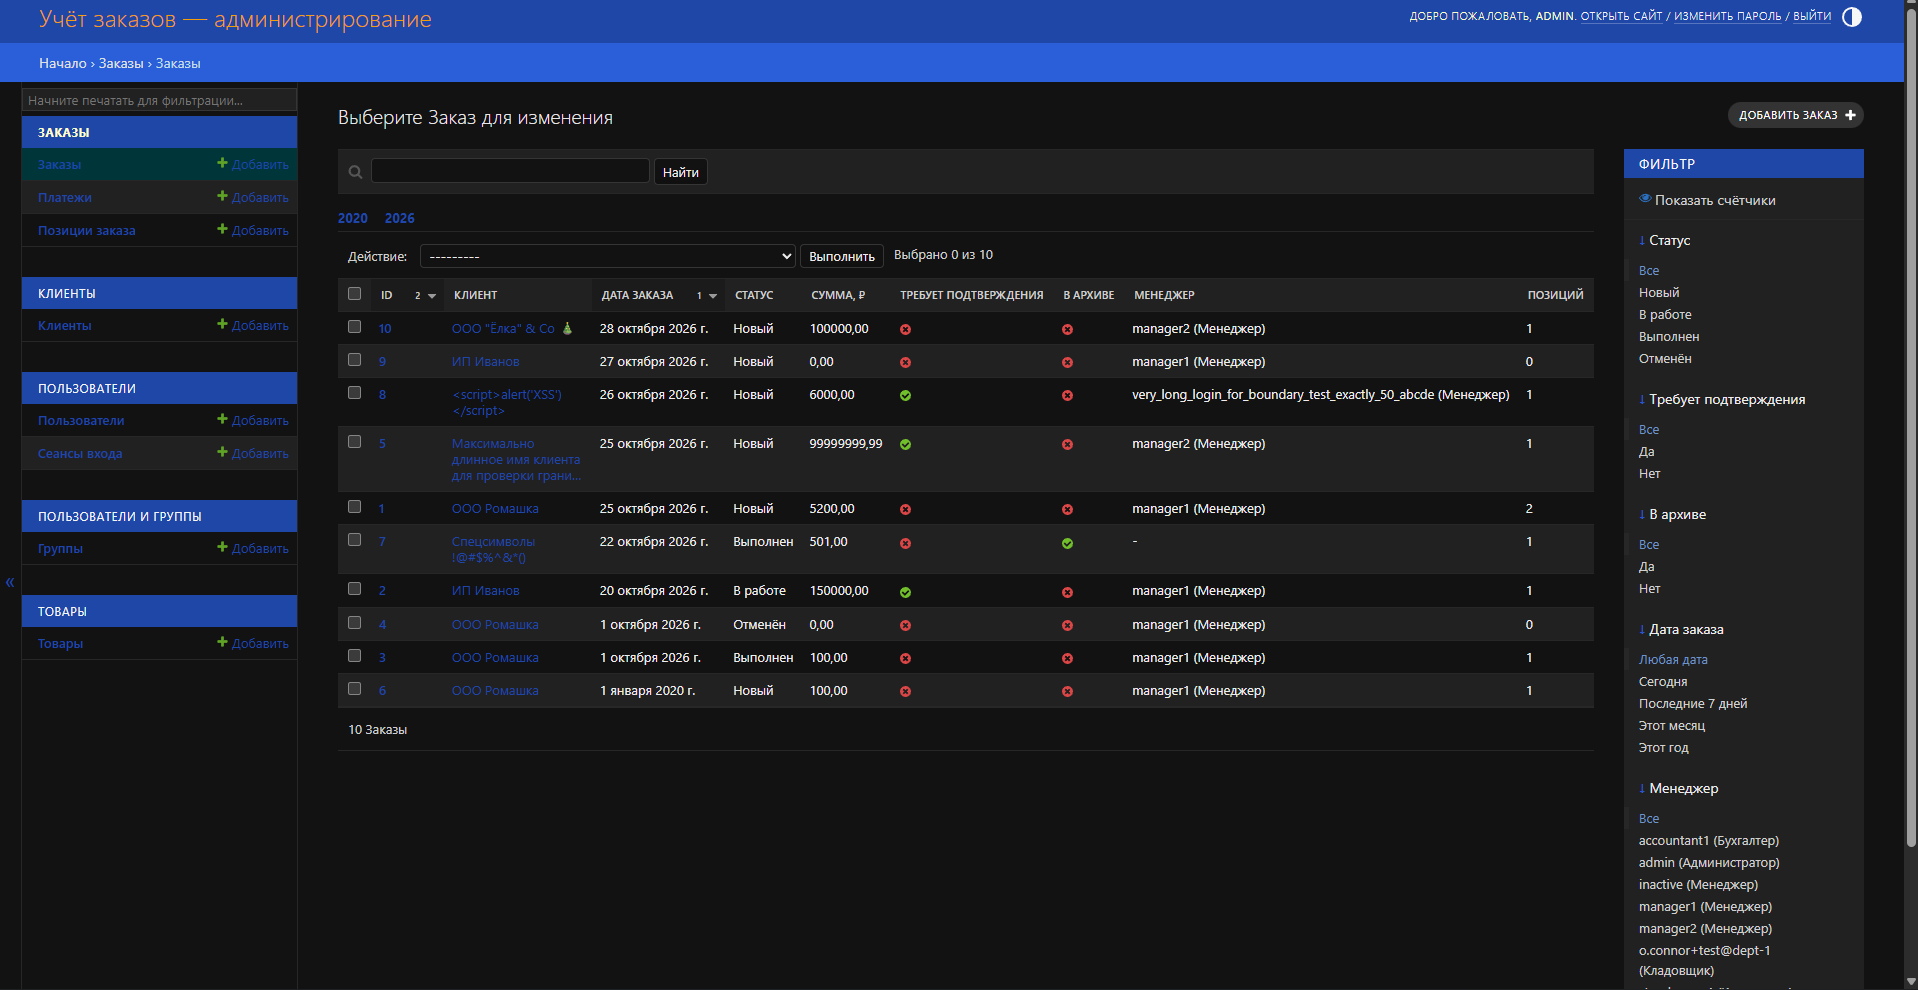 Учёт заказов — администрирование
ДОБРО ПОЖАЛОВАТЬ, ADMIN. ОТКРЫТЬ САЙТ / ИЗМЕНИТЬ ПАРОЛЬ / ВЫЙТИ
Начало › Заказы › Заказы
Начните печатать для фильтрации...
ЗАКАЗЫ
Заказы Добавить
Платежи Добавить
Позиции заказа Добавить
КЛИЕНТЫ
Клиенты Добавить
ПОЛЬЗОВАТЕЛИ
Пользователи Добавить
Сеансы входа Добавить
ПОЛЬЗОВАТЕЛИ И ГРУППЫ
Группы Добавить
ТОВАРЫ
Товары Добавить
«
Выберите Заказ для изменения
ДОБАВИТЬ ЗАКАЗ
Найти
2020 2026
Действие: --------- Выполнить Выбрано 0 из 10
ID 2 КЛИЕНТ ДАТА ЗАКАЗА 1 СТАТУС СУММА, ₽ ТРЕБУЕТ ПОДТВЕРЖДЕНИЯ В АРХИВЕ МЕНЕДЖЕР ПОЗИЦИЙ
10 ООО "Ёлка" & Co 🎄 28 октября 2026 г. Новый 100000,00 manager2 (Менеджер) 1
9 ИП Иванов 27 октября 2026 г. Новый 0,00 manager1 (Менеджер) 0
8 <script>alert('XSS') 26 октября 2026 г. Новый 6000,00 very_long_login_for_boundary_test_exactly_50_abcde (Менеджер) 1
</script>
5 Максимально 25 октября 2026 г. Новый 99999999,99 manager2 (Менеджер) 1
длинное имя клиента
для проверки грани...
1 ООО Ромашка 25 октября 2026 г. Новый 5200,00 manager1 (Менеджер) 2
7 Спецсимволы 22 октября 2026 г. Выполнен 501,00 - 1
!@#$%^&*()
2 ИП Иванов 20 октября 2026 г. В работе 150000,00 manager1 (Менеджер) 1
4 ООО Ромашка 1 октября 2026 г. Отменён 0,00 manager1 (Менеджер) 0
3 ООО Ромашка 1 октября 2026 г. Выполнен 100,00 manager1 (Менеджер) 1
6 ООО Ромашка 1 января 2020 г. Новый 100,00 manager1 (Менеджер) 1
10 Заказы
ФИЛЬТР
Показать счётчики
↓ Статус
Все
Новый
В работе
Выполнен
Отменён
↓ Требует подтверждения
Все
Да
Нет
↓ В архиве
Все
Да
Нет
↓ Дата заказа
Любая дата
Сегодня
Последние 7 дней
Этот месяц
Этот год
↓ Менеджер
Все
accountant1 (Бухгалтер)
admin (Администратор)
inactive (Менеджер)
manager1 (Менеджер)
manager2 (Менеджер)
o.connor+test@dept-1
(Кладовщик)